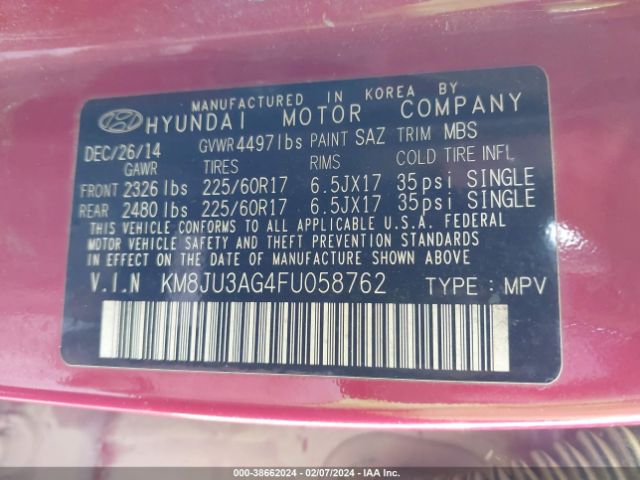 MANUFACTURED IN KOREA BY
HYUNDAI MOTOR COMPANY
DEC/26/14 GVWR 4497lbs PAINT SAZ TRIM MBS
GAWR TIRES RIMS COLD TIRE INFL
FRONT 2326 lbs 225/60R17 6.5JX17 35psi SINGLE
REAR 2480 lbs 225/60R17 6.5JX17 35psi SINGLE
THIS VEHICLE CONFORMS TO ALL APPLICABLE U.S.A. FEDERAL
MOTOR VEHICLE SAFETY AND THEFT PREVENTION STANDARDS
IN EFFECT ON THE DATE OF MANUFACTURE SHOWN ABOVE
V.I.N KM8JU3AG4FU058762 TYPE: MPV
000-38662024 - 02/07/2024 - IAA Inc.